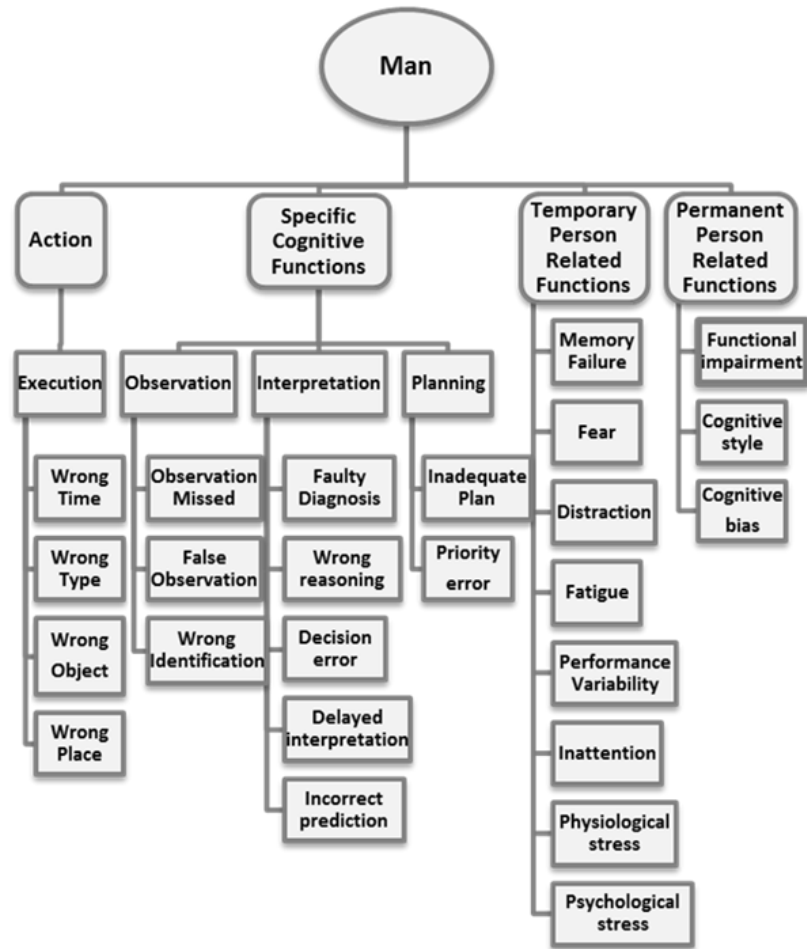 Man
Action
Specific
Cognitive
Functions
Temporary
Person
Related
Functions
Permanent
Person
Related
Functions
Execution
Wrong
Time
Wrong
Type
Wrong
Object
Wrong
Place
Observation
Observation
Missed
False
Observation
Wrong
Identification
Interpretation
Faulty
Diagnosis
Wrong
reasoning
Decision
error
Delayed
interpretation
Incorrect
prediction
Planning
Inadequate
Plan
Priority
error
Memory
Failure
Fear
Distraction
Fatigue
Performance
Variability
Inattention
Physiological
stress
Psychological
stress
Functional
impairment
Cognitive
style
Cognitive
bias